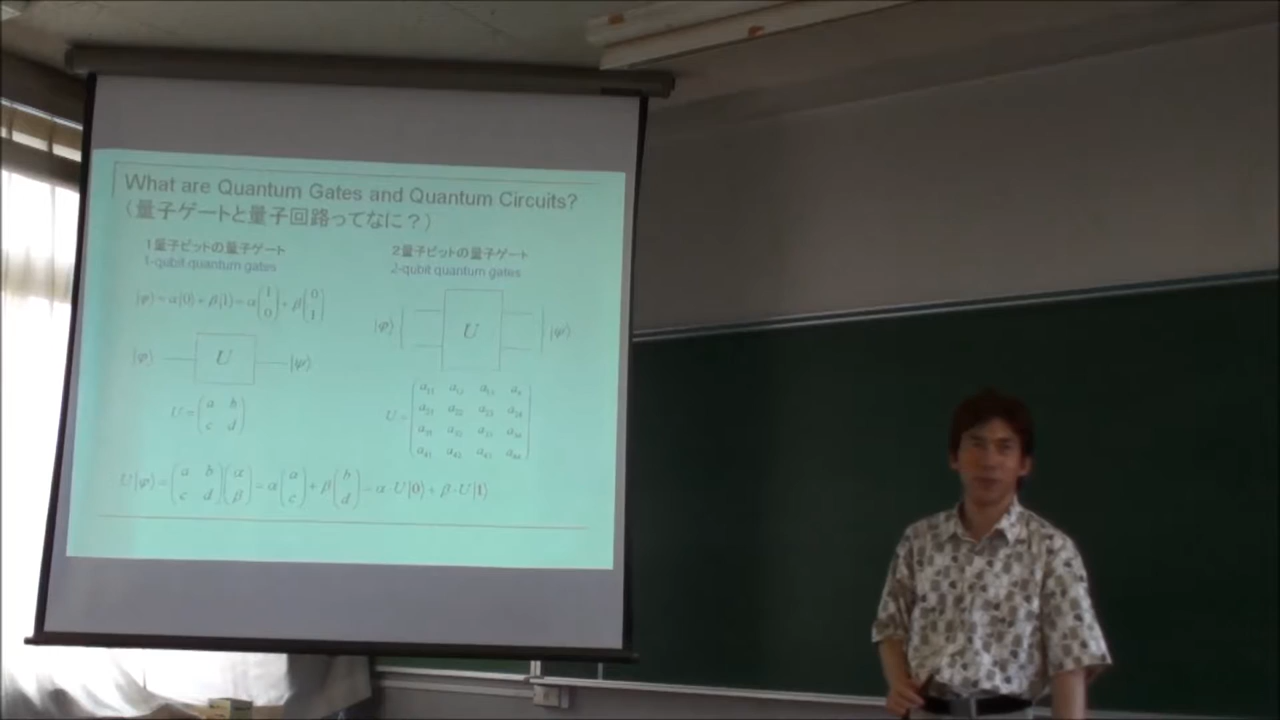 What are Quantum Gates and Quantum Circuits?
(量子ゲートと量子回路ってなに?)
1量子ビットの量子ゲート
1-qubit quantum gates
|φ⟩ = α|0⟩ + β|1⟩ = α(1 0) + β(0 1)
|φ⟩ U |ψ⟩
U = (a b
c d)
2量子ビットの量子ゲート
2-qubit quantum gates
|φ⟩ U |ψ⟩
U =
U|φ⟩ = (a b c d)(α β) = α(a c) + β(b d) = α·U|0⟩ + β·U|1⟩